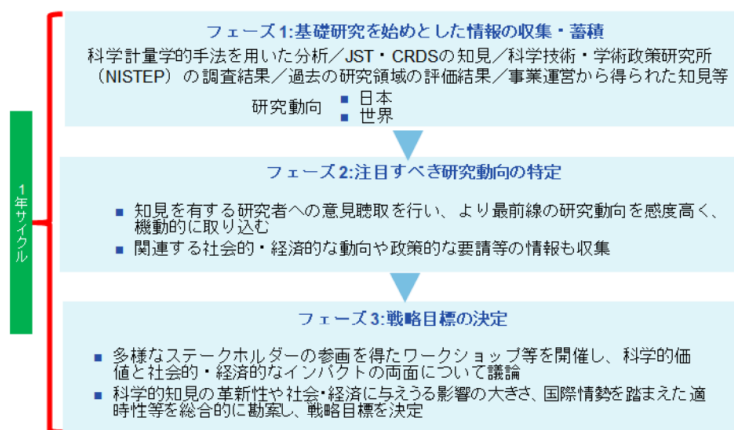 フェーズ1:基礎研究を始めとした情報の収集・蓄積
科学計量学的手法を用いた分析／JST・CRDSの知見／科学技術・学術政策研究所
（NISTEP）の調査結果／過去の研究領域の評価結果／事業運営から得られた知見等
研究動向
■ 日本
■ 世界
1年サイクル
フェーズ2:注目すべき研究動向の特定
■ 知見を有する研究者への意見聴取を行い、より最前線の研究動向を感度高く、
機動的に取り込む
■ 関連する社会的・経済的な動向や政策的な要請等の情報も収集
フェーズ3:戦略目標の決定
■ 多様なステークホルダーの参画を得たワークショップ等を開催し、科学的価
値と社会的・経済的なインパクトの両面について議論
■ 科学的知見の革新性や社会・経済に与えうる影響の大きさ、国際情勢を踏まえた適
時性等を総合的に勘案し、戦略目標を決定